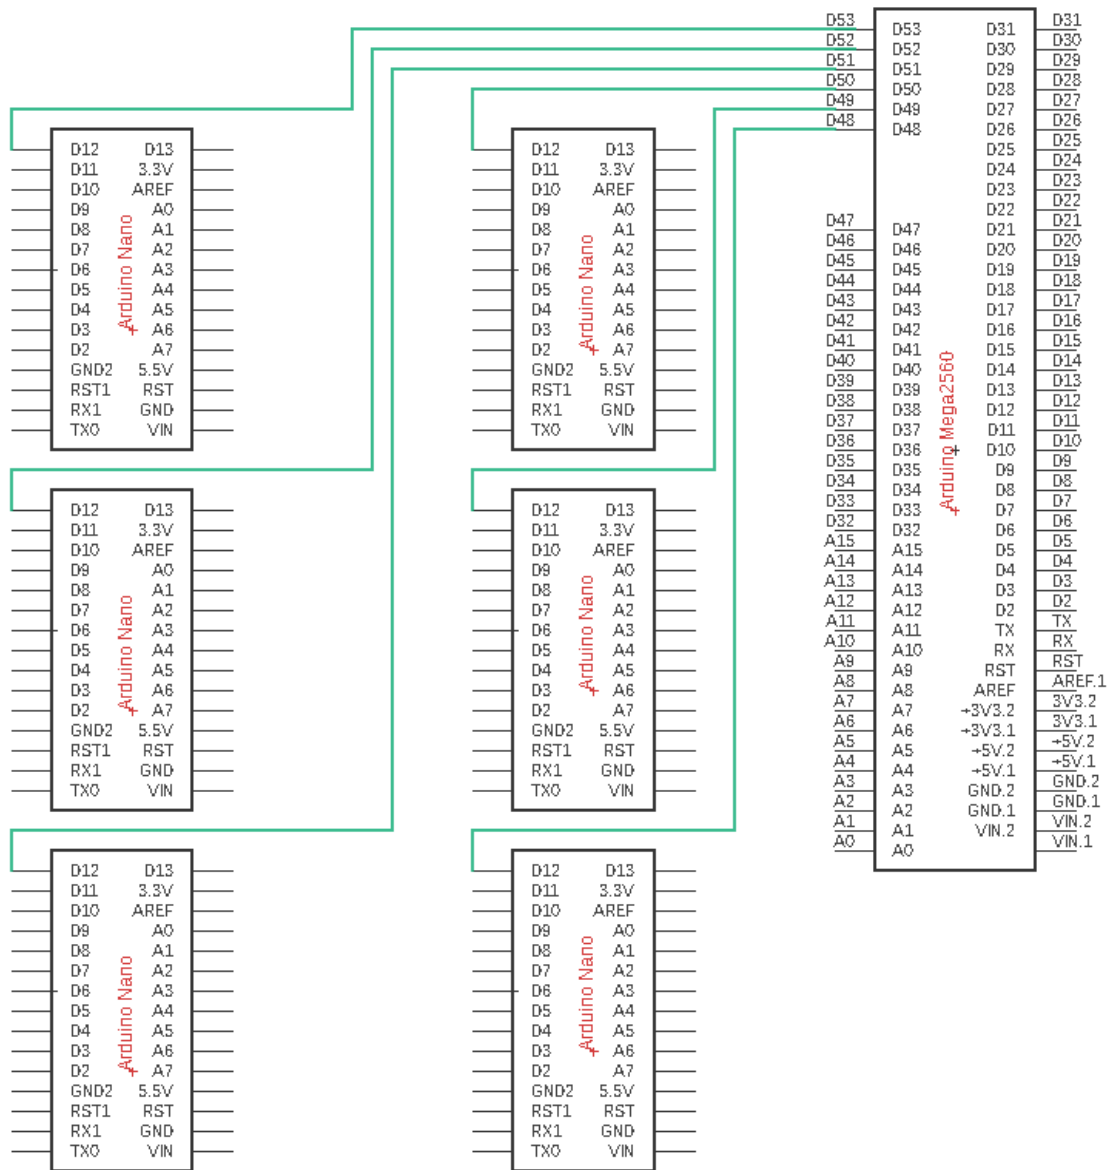 D12 D13
D11 3.3V
D10 AREF
D9 A0
D8 A1
D7 A2
D6 A3
D5 A4
D4 A5
D3 A6
D2 A7
GND2 5.5V
RST1 RST
RX1 GND
TX0 VIN
Arduino Nano
D12 D13
D11 3.3V
D10 AREF
D9 A0
D8 A1
D7 A2
D6 A3
D5 A4
D4 A5
D3 A6
D2 A7
GND2 5.5V
RST1 RST
RX1 GND
TX0 VIN
Arduino Nano
D12 D13
D11 3.3V
D10 AREF
D9 A0
D8 A1
D7 A2
D6 A3
D5 A4
D4 A5
D3 A6
D2 A7
GND2 5.5V
RST1 RST
RX1 GND
TX0 VIN
Arduino Nano
D12 D13
D11 3.3V
D10 AREF
D9 A0
D8 A1
D7 A2
D6 A3
D5 A4
D4 A5
D3 A6
D2 A7
GND2 5.5V
RST1 RST
RX1 GND
TX0 VIN
Arduino Nano
D12 D13
D11 3.3V
D10 AREF
D9 A0
D8 A1
D7 A2
D6 A3
D5 A4
D4 A5
D3 A6
D2 A7
GND2 5.5V
RST1 RST
RX1 GND
TX0 VIN
Arduino Nano
D12 D13
D11 3.3V
D10 AREF
D9 A0
D8 A1
D7 A2
D6 A3
D5 A4
D4 A5
D3 A6
D2 A7
GND2 5.5V
RST1 RST
RX1 GND
TX0 VIN
Arduino Nano
D53 D53 D31 D31
D52 D52 D30 D30
D51 D51 D29 D29
D50 D50 D28 D28
D49 D49 D27 D27
D48 D48 D26 D26
D25 D25
D24 D24
D23 D23
D22 D22
D47 D47 D21 D21
D46 D46 D20 D20
D45 D45 D19 D19
D44 D44 D18 D18
D43 D43 D17 D17
D42 D42 D16 D16
D41 D41 D15 D15
D40 D40 D14 D14
D39 D39 D13 D13
D38 D38 D12 D12
D37 D37 D11 D11
D36 D36 D10 D10
D35 D35 D9 D9
D34 D34 D8 D8
D33 D33 D7 D7
D32 D32 D6 D6
A15 A15 D5 D5
A14 A14 D4 D4
A13 A13 D3 D3
A12 A12 D2 D2
A11 A11 TX TX
A10 A10 RX RX
A9 A9 RST RST
A8 A8 AREF AREF.1
A7 A7 +3V3.2 3V3.2
A6 A6 +3V3.1 3V3.1
A5 A5 +5V.2 +5V.2
A4 A4 +5V.1 +5V.1
A3 A3 GND.2 GND.2
A2 A2 GND.1 GND.1
A1 A1 VIN.2 VIN.2
A0 A0 VIN.1
Arduino Mega2560